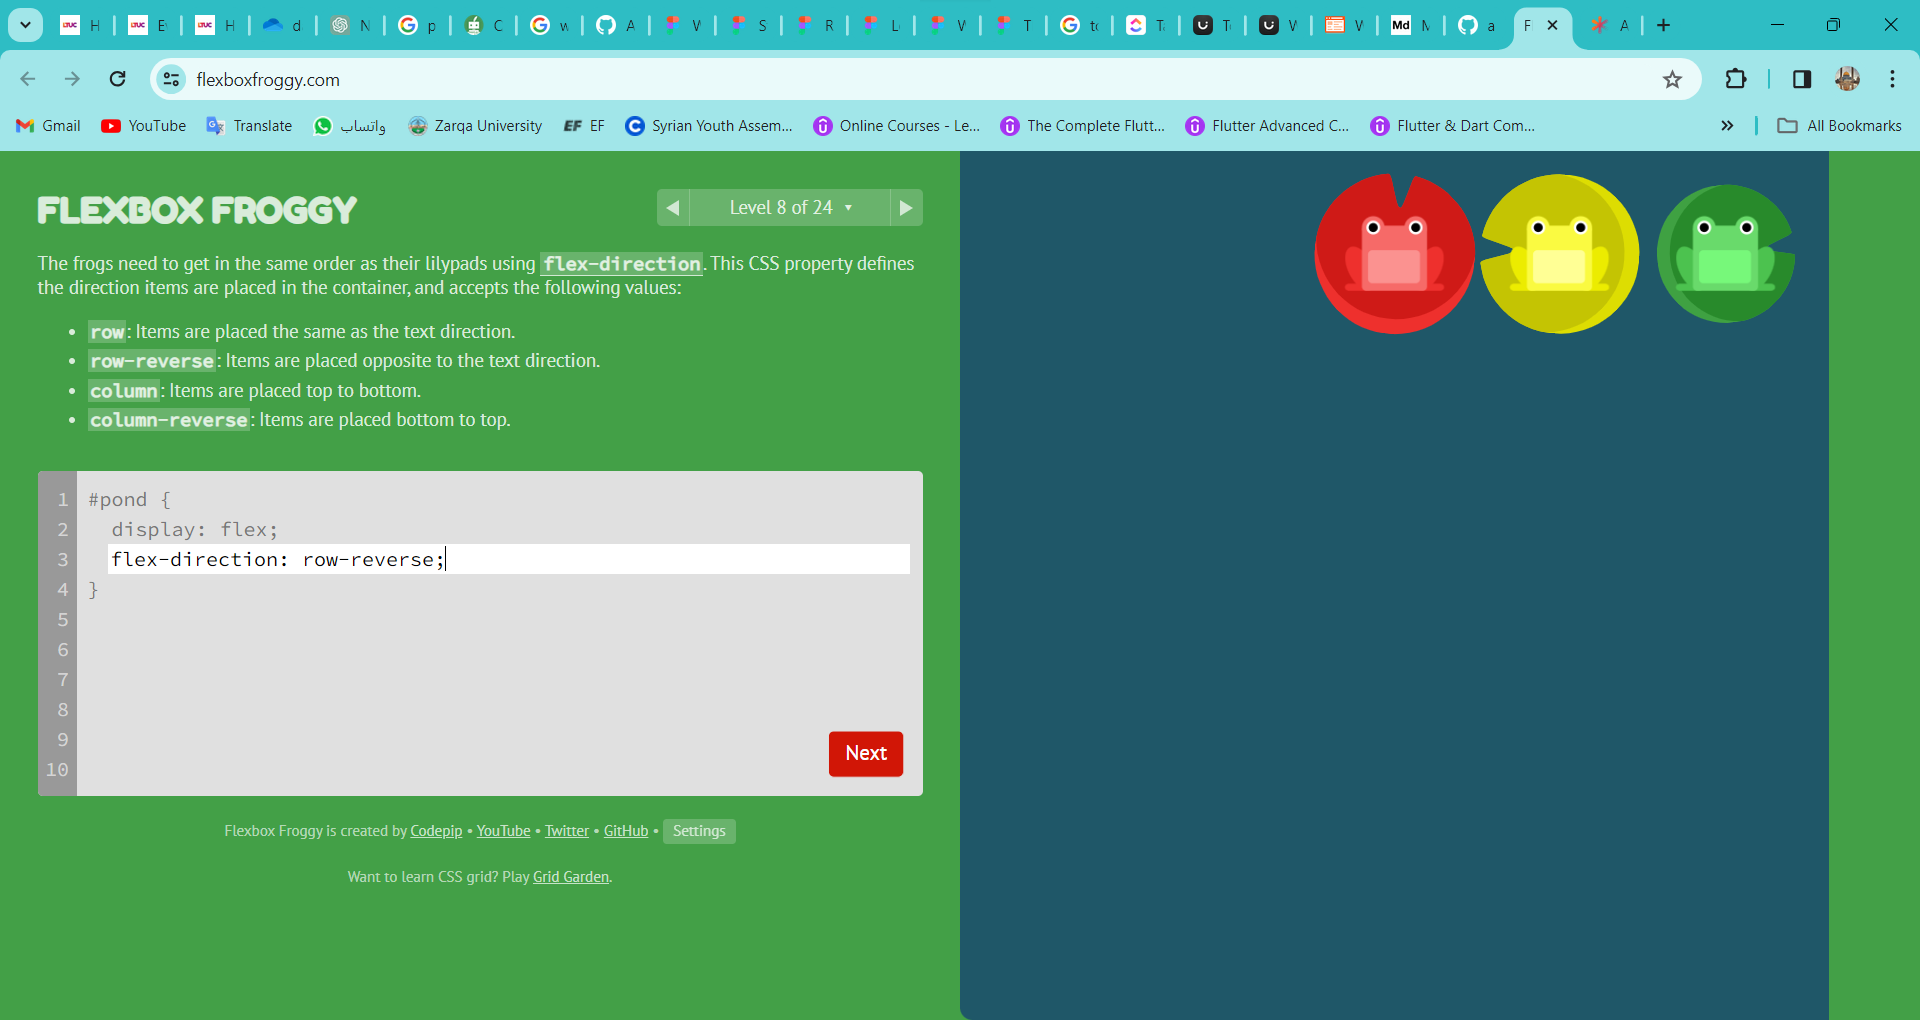 H
E
H
d
N
p
C
w
A
V
S
R
L
V
T
to
T
T
V
V
Md
a
F
A
flexboxfroggy.com
Gmail
YouTube
Translate
واتساب
Zarqa University
EF EF
Syrian Youth Assem...
Online Courses - Le...
The Complete Flutt...
Flutter Advanced C...
Flutter & Dart Com...
»
All Bookmarks
FLEXBOX FROGGY
Level 8 of 24
The frogs need to get in the same order as their lilypads using flex-direction. This CSS property defines
the direction items are placed in the container, and accepts the following values:
• row: Items are placed the same as the text direction.
• row-reverse: Items are placed opposite to the text direction.
• column: Items are placed top to bottom.
• column-reverse: Items are placed bottom to top.
1 #pond {
2 display: flex;
3 flex-direction: row-reverse;
4 }
5
6
7
8
9
10
Next
Flexbox Froggy is created by Codepip • YouTube • Twitter • GitHub • Settings
Want to learn CSS grid? Play Grid Garden.